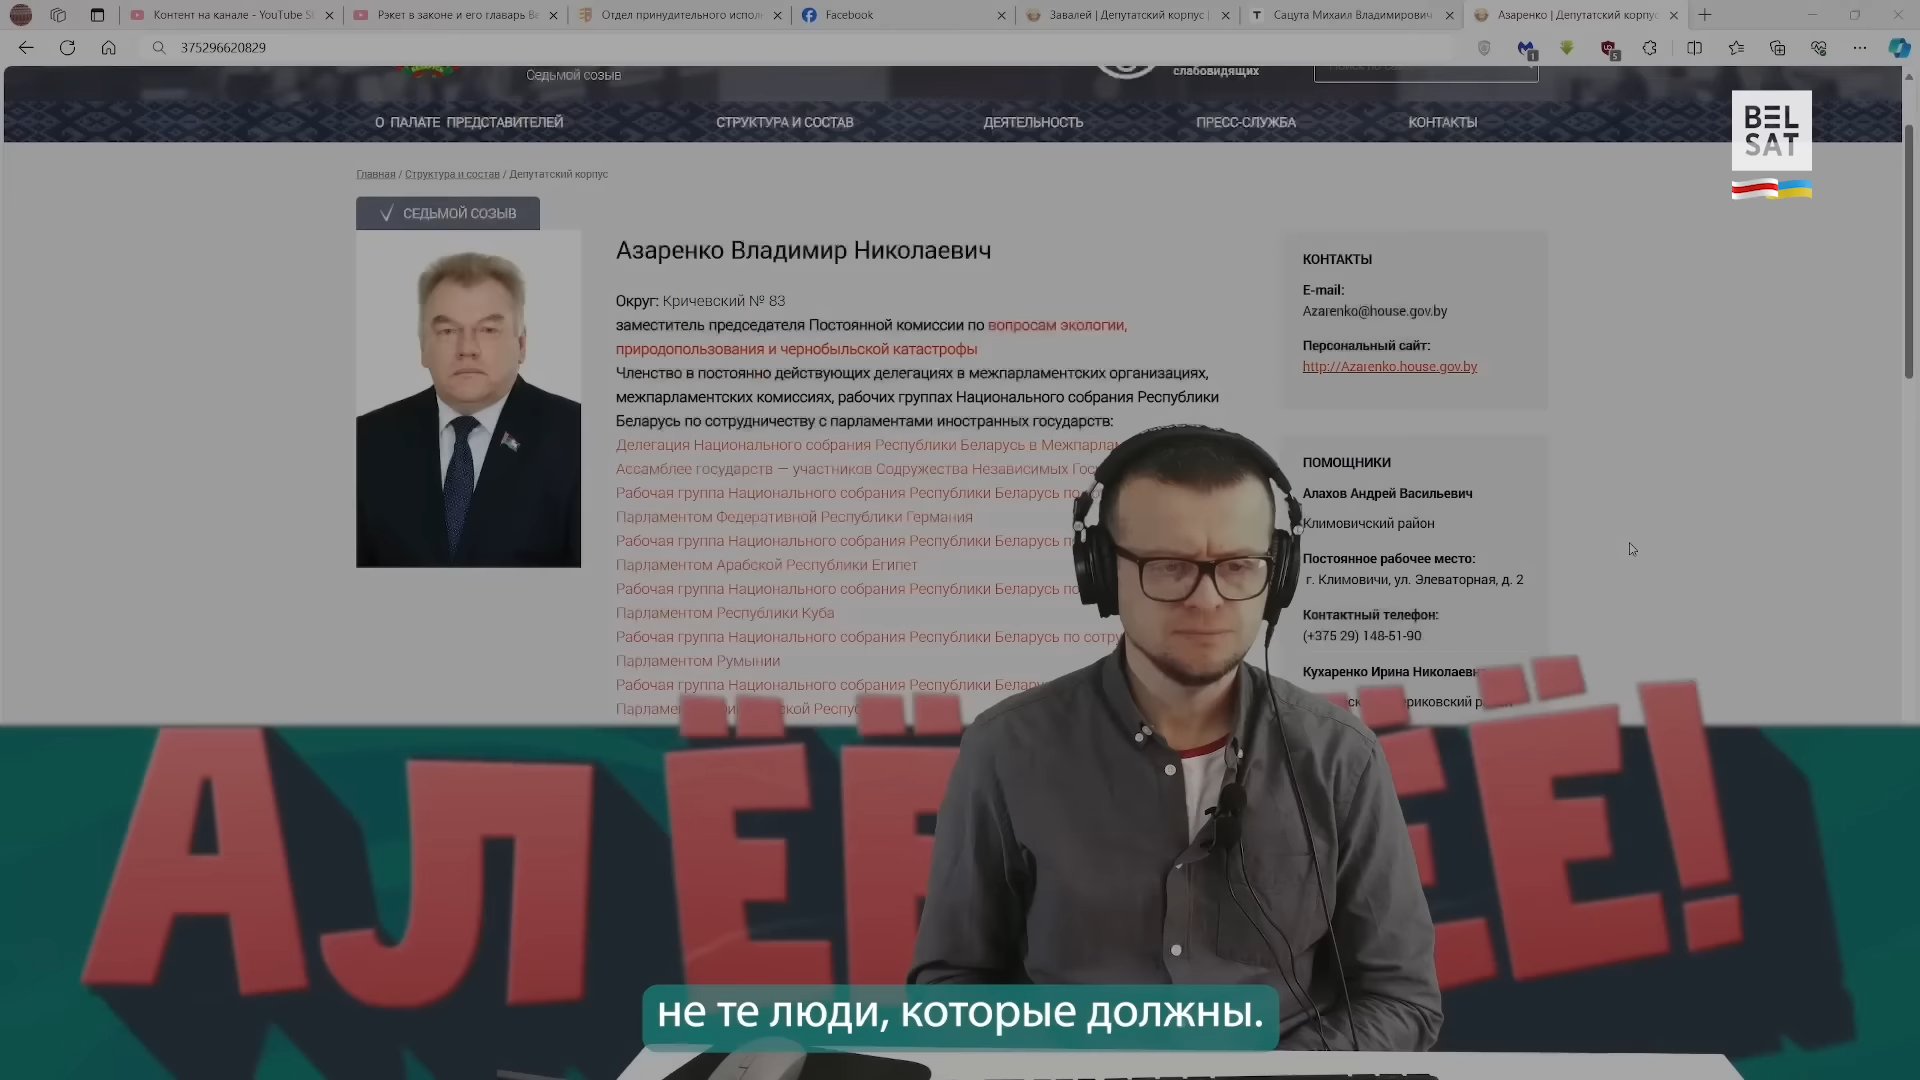 Контент на канале - YouTube S
Рэкет в законе и его главарь Ве
Отдел принудительного испол
Facebook
Завалей | Депутатский корпус |
Сацута Михаил Владимирович
Азаренко | Депутатский корпус
375296620829
Седьмой созыв
слабовидящих
О ПАЛАТЕ ПРЕДСТАВИТЕЛЕЙ
СТРУКТУРА И СОСТАВ
ДЕЯТЕЛЬНОСТЬ
ПРЕСС-СЛУЖБА
КОНТАКТЫ
BEL
SAT
Главная / Структура и состав / Депутатский корпус
СЕДЬМОЙ СОЗЫВ
Азаренко Владимир Николаевич
Округ: Кричевский № 83
заместитель председателя Постоянной комиссии по вопросам экологии,
природопользования и чернобыльской катастрофы
Членство в постоянно действующих делегациях в межпарламентских организациях,
межпарламентских комиссиях, рабочих группах Национального собрания Республики
Беларусь по сотрудничеству с парламентами иностранных государств:
Делегация Национального собрания Республики Беларусь в Межпарлам
Ассамблее государств — участников Содружества Независимых Гос
Рабочая группа Национального собрания Республики Беларусь по
Парламентом Федеративной Республики Германия
Рабочая группа Национального собрания Республики Беларусь п
Парламентом Арабской Республики Египет
Рабочая группа Национального собрания Республики Беларусь по
Парламентом Республики Куба
Рабочая группа Национального собрания Республики Беларусь по сотру
Парламентом Румынии
Рабочая группа Национального собрания Республики Беларусь
КОНТАКТЫ
E-mail:
Azarenko@house.gov.by
Персональный сайт:
http://Azarenko.house.gov.by
ПОМОЩНИКИ
Алахов Андрей Васильевич
Климовичский район
Постоянное рабочее место:
г. Климовичи, ул. Элеваторная, д. 2
Контактный телефон:
(+375 29) 148-51-90
Кухаренко Ирина Николаевн
не те люди, которые должны.